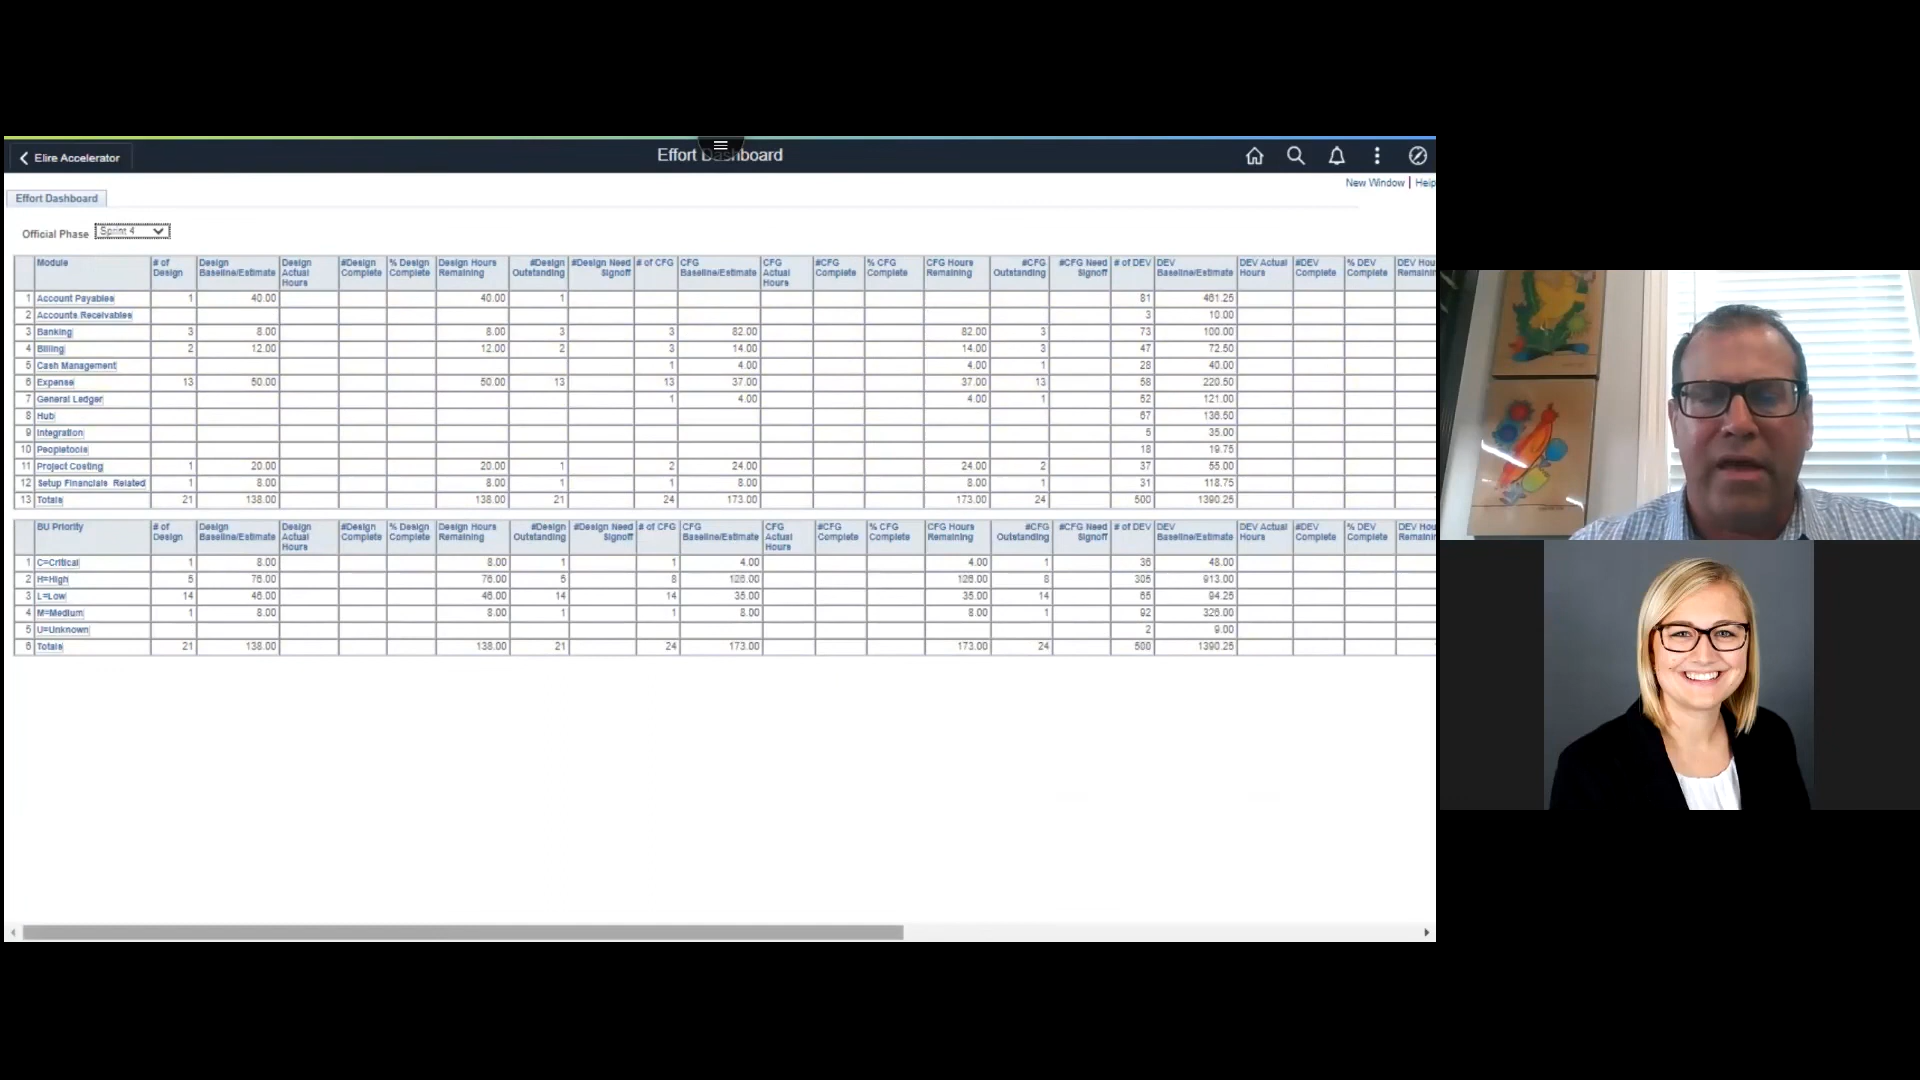 Elire Accelerator
Effort Dashboard
New Window | Help
Effort Dashboard
Official Phase Sprint 4
Module # of Design Design Baseline/Estimate Design Actual Hours #Design Complete % Design Complete Design Hours Remaining #Design Outstanding #Design Need Signoff # of CFG CFG Baseline/Estimate CFG Actual Hours #CFG Complete % CFG Complete CFG Hours Remaining #CFG Outstanding #CFG Need Signoff # of DEV DEV Baseline/Estimate DEV Actual Hours #DEV Complete % DEV Complete DEV Hou Remainin
1 Account Payables 1 40.00 40.00 1 81 461.25
2 Accounts Receivables 3 10.00
3 Banking 3 8.00 8.00 3 3 82.00 82.00 3 73 100.00
4 Billing 2 12.00 12.00 2 3 14.00 14.00 3 47 72.50
5 Cash Management 1 4.00 4.00 1 28 40.00
6 Expense 13 50.00 50.00 13 13 37.00 37.00 13 58 220.50
7 General Ledger 1 4.00 4.00 1 52 121.00
8 Hub 67 136.50
9 Integration 5 35.00
10 Peopletools 18 19.75
11 Project Costing 1 20.00 20.00 1 2 24.00 24.00 2 37 55.00
12 Setup Financials Related 1 8.00 8.00 1 1 8.00 8.00 1 31 118.75
13 Totals 21 138.00 138.00 21 24 173.00 173.00 24 500 1390.25
BU Priority # of Design Design Baseline/Estimate Design Actual Hours #Design Complete % Design Complete Design Hours Remaining #Design Outstanding #Design Need Signoff # of CFG CFG Baseline/Estimate CFG Actual Hours #CFG Complete % CFG Complete CFG Hours Remaining #CFG Outstanding #CFG Need Signoff # of DEV DEV Baseline/Estimate DEV Actual Hours #DEV Complete % DEV Complete DEV Hou Remainin
1 C=Critical 1 8.00 8.00 1 1 4.00 4.00 1 36 48.00
2 H=High 5 76.00 76.00 5 8 126.00 126.00 8 305 913.00
3 L=Low 14 46.00 46.00 14 14 35.00 35.00 14 65 94.25
4 M=Medium 1 8.00 8.00 1 1 8.00 8.00 1 92 326.00
5 U=Unknown 2 9.00
6 Totals 21 138.00 138.00 21 24 173.00 173.00 24 500 1390.25